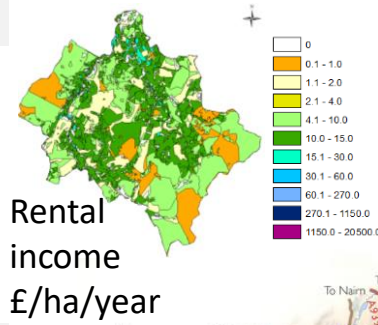 0
0.1 - 1.0
1.1 - 2.0
2.1 - 4.0
4.1 - 10.0
10.0 - 15.0
15.1 - 30.0
30.1 - 60.0
60.1 - 270.0
270.1 - 1150.0
1150.0 - 20500.0
Rental
income
£/ha/year
To Nairn